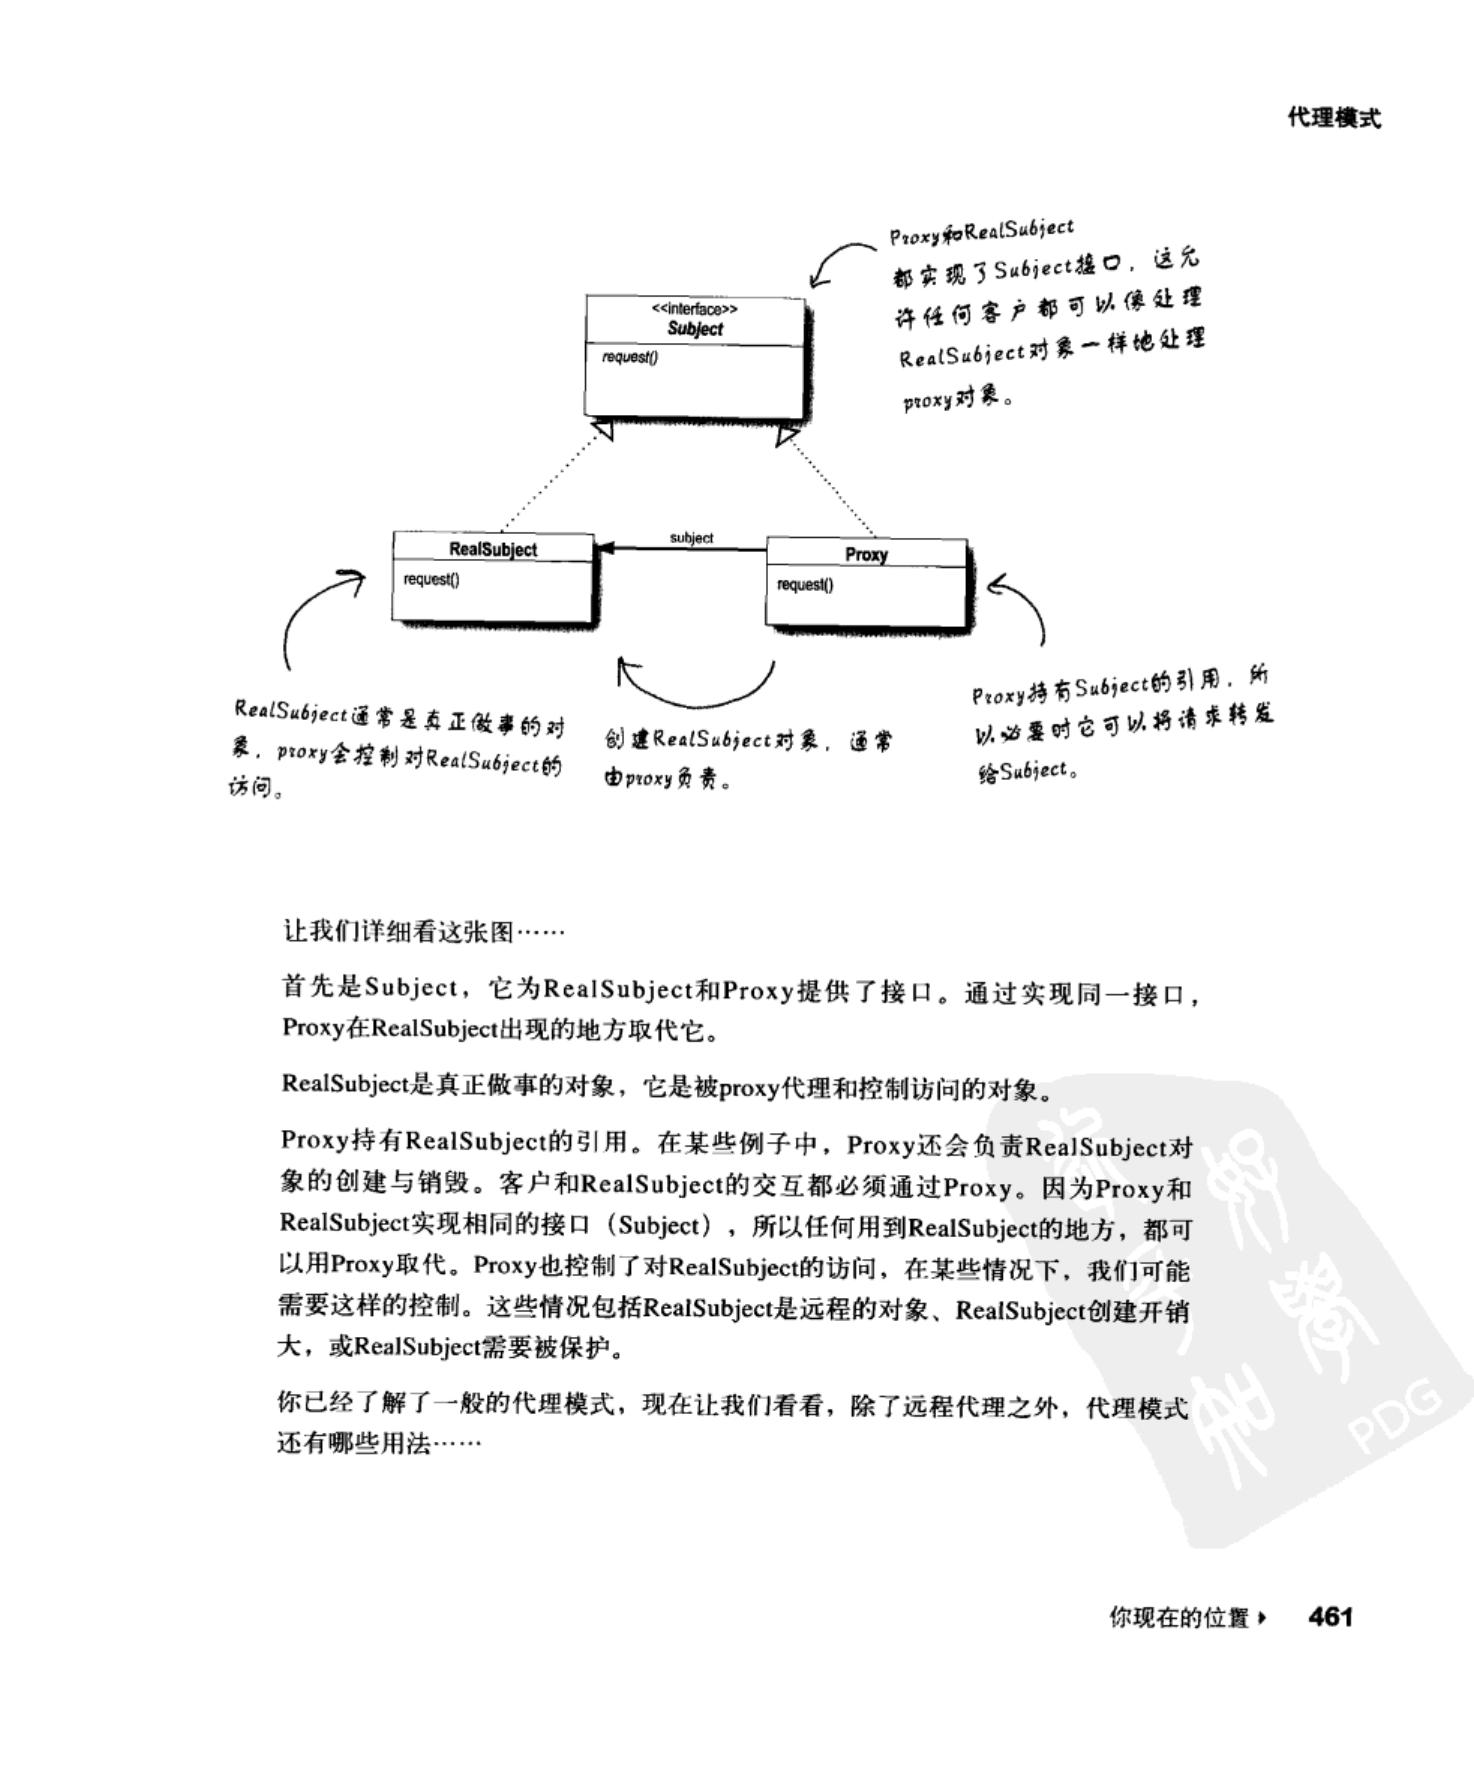 代理模式
Proxy和RealSubject
都实现了Subject接口，这允
许任何客户都可以像处理
RealSubject对象一样地处理
proxy对象。
<<interface>>
Subject
request()
RealSubject
request()
subject
Proxy
request()
RealSubject通常是真正做事的对
象，proxy会控制对RealSubject的
访问。
创建RealSubject对象，通常
由proxy负责。
Proxy持有Subject的引用，所
以必要时它可以将请求转发
给Subject。
让我们详细看这张图……
首先是Subject，它为RealSubject和Proxy提供了接口。通过实现同一接口，
Proxy在RealSubject出现的地方取代它。
RealSubject是真正做事的对象，它是被proxy代理和控制访问的对象。
Proxy持有RealSubject的引用。在某些例子中，Proxy还会负责RealSubject对
象的创建与销毁。客户和RealSubject的交互都必须通过Proxy。因为Proxy和
RealSubject实现相同的接口（Subject），所以任何用到RealSubject的地方，都可
以用Proxy取代。Proxy也控制了对RealSubject的访问，在某些情况下，我们可能
需要这样的控制。这些情况包括RealSubject是远程的对象、RealSubject创建开销
大，或RealSubject需要被保护。
你已经了解了一般的代理模式，现在让我们看看，除了远程代理之外，代理模式
还有哪些用法……
PDG
你现在的位置 461